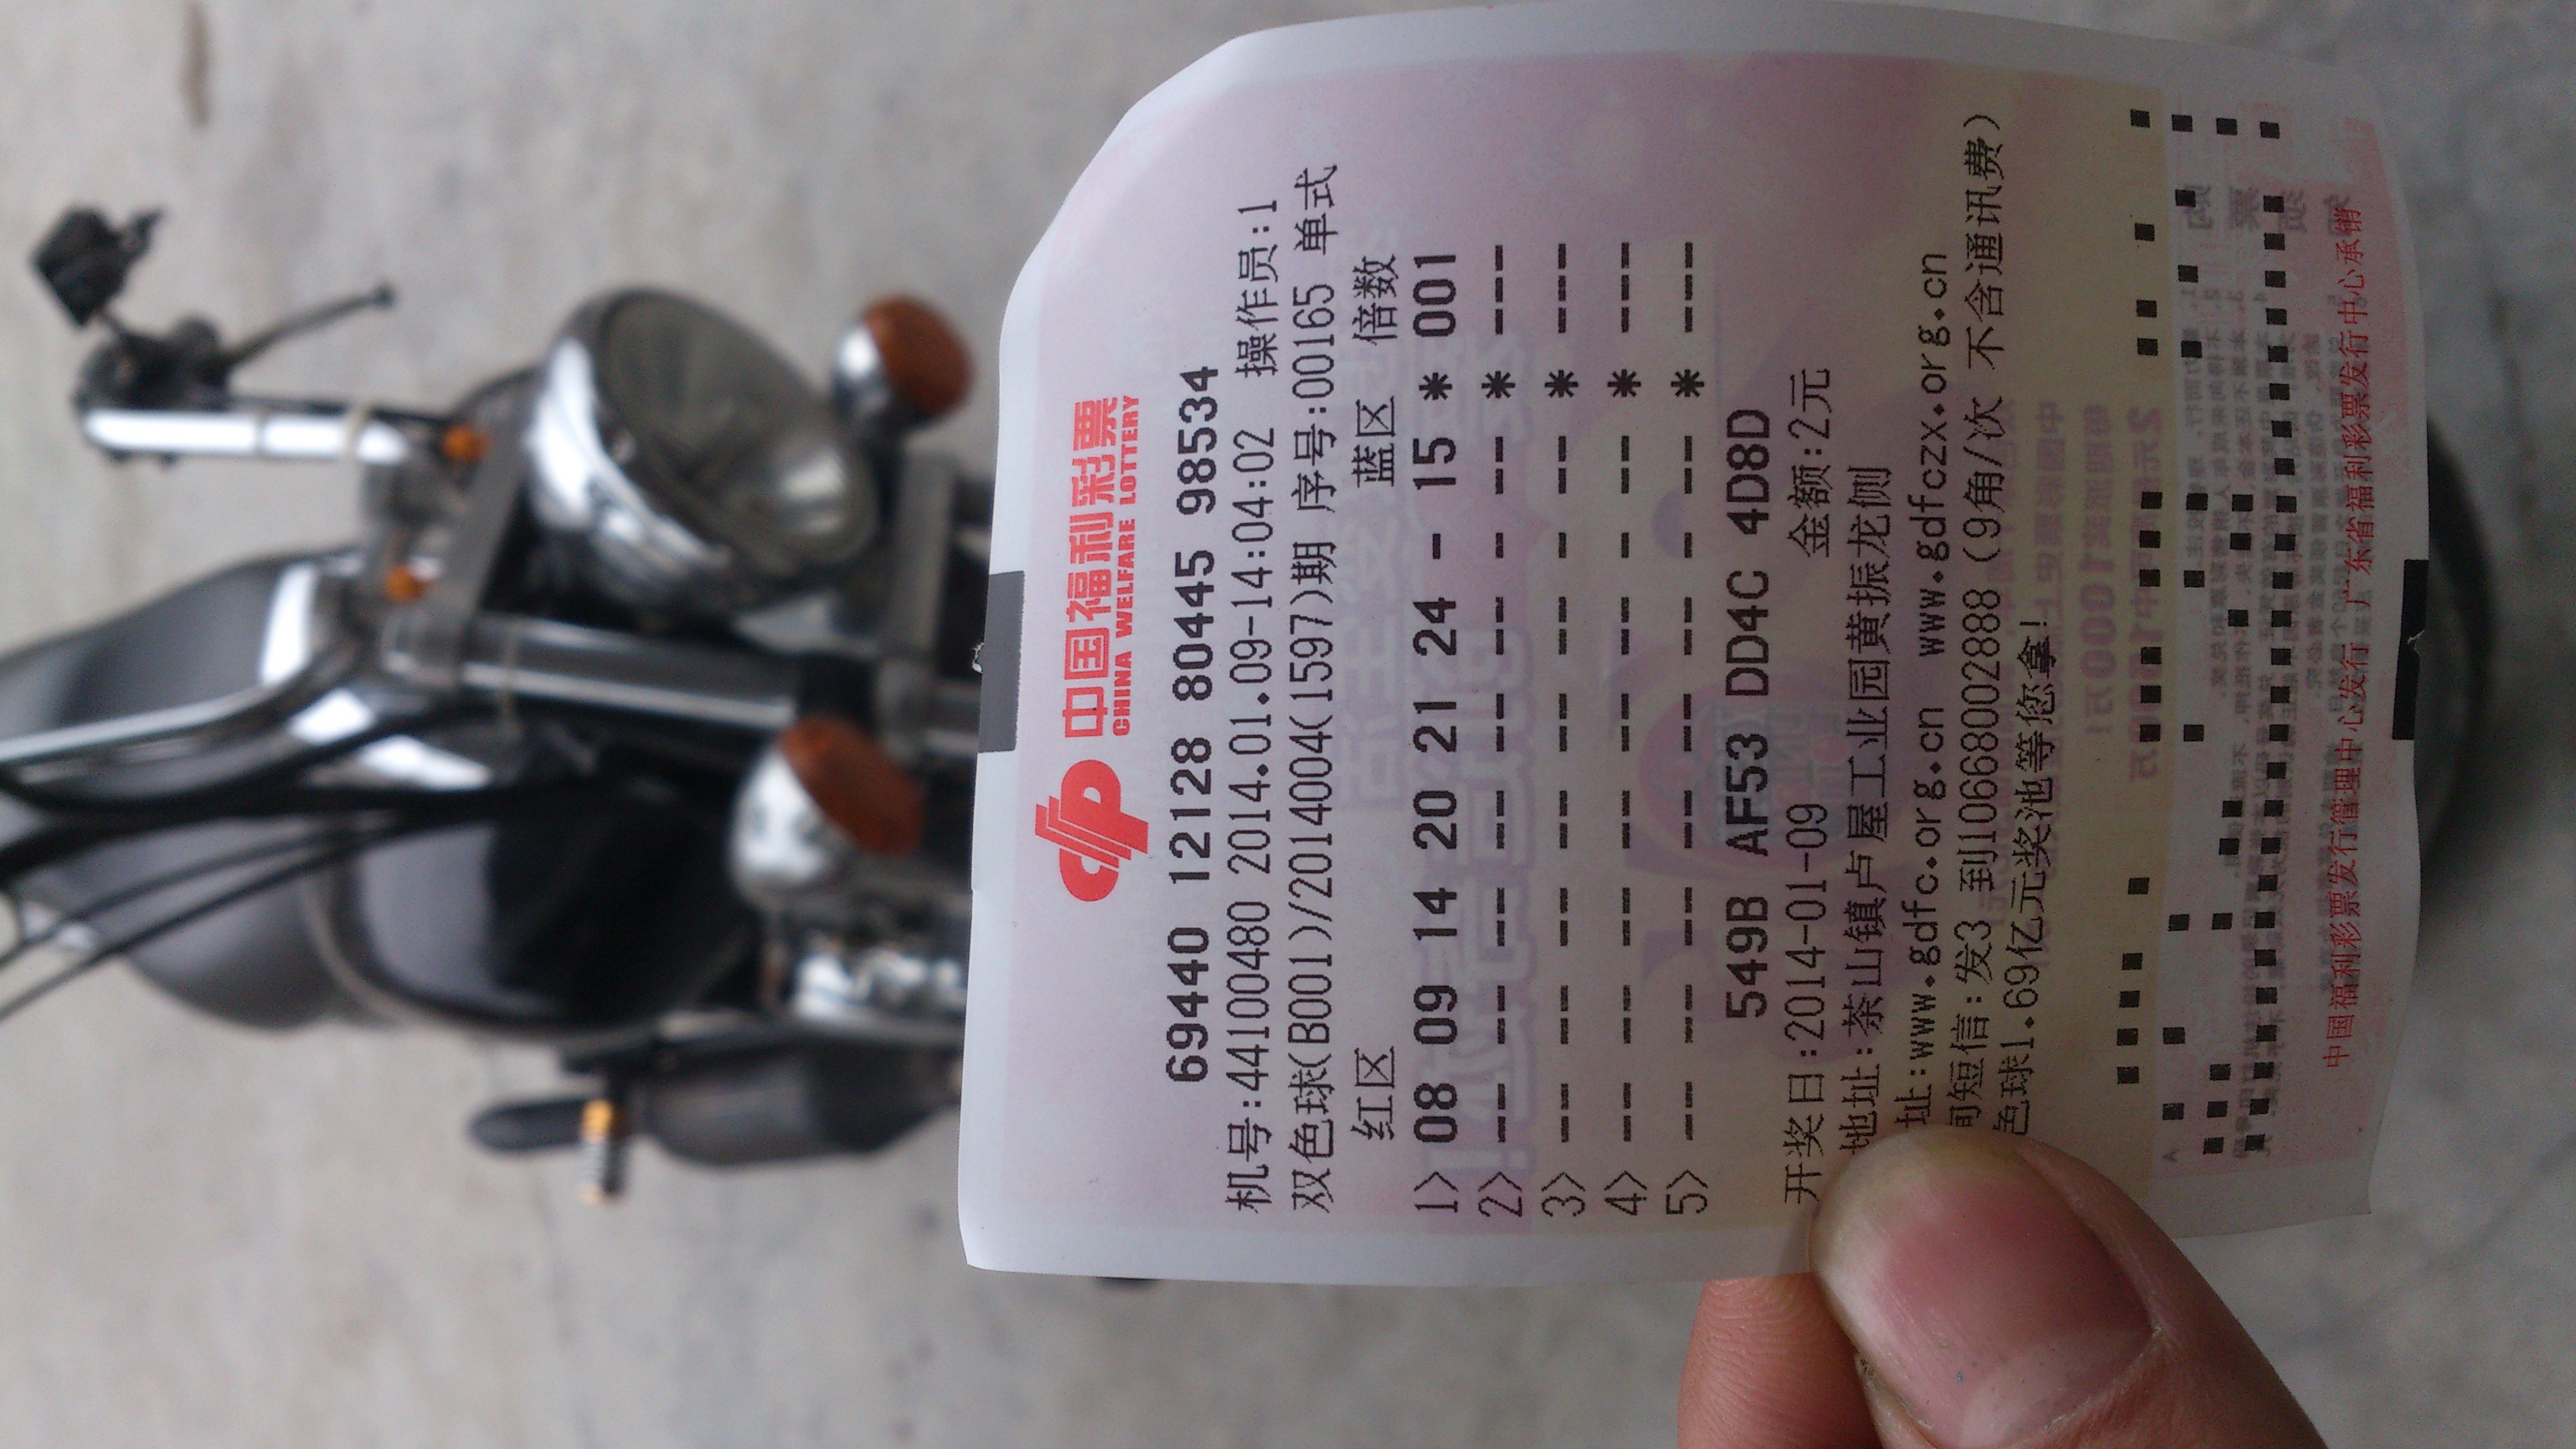 中国福利彩票
CHINA WELFARE LOTTERY
69440 12128 80445 98534
机号:44100480 2014.01.09-14:04:02 操作员:1
双色球(B001)/2014004(1597)期 序号:00165 单式
红区 蓝区 倍数
1> 08 09 14 20 21 24 - 15 * 001
2> -- -- -- -- -- -- - -- * ---
3> -- -- -- -- -- -- - -- * ---
4> -- -- -- -- -- -- - -- * ---
5> -- -- -- -- -- -- - -- * ---
549B AF53 DD4C 4D8D
开奖日:2014-01-09 金额:2元
地址:茶山镇卢屋工业园黄振龙侧
址:www.gdfc.org.cn www.gdfczx.org.cn
短信:发3 到10668002888（9角/次 不含通讯费）
色球1.69亿元奖池等您拿!
A
中国福利彩票发行管理中心发行 广东省福利彩票发行中心承销